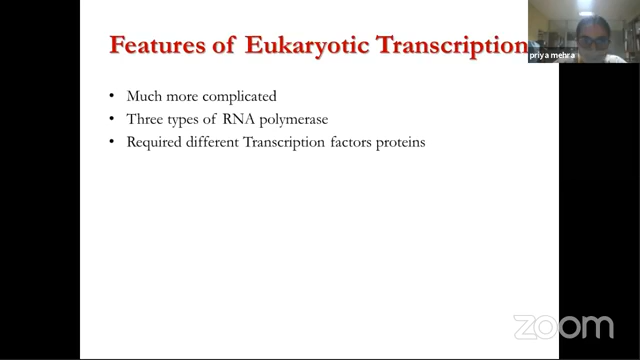 Features of Eukaryotic Transcription
priya mehra
• Much more complicated
• Three types of RNA polymerase
• Required different Transcription factors proteins
zoom